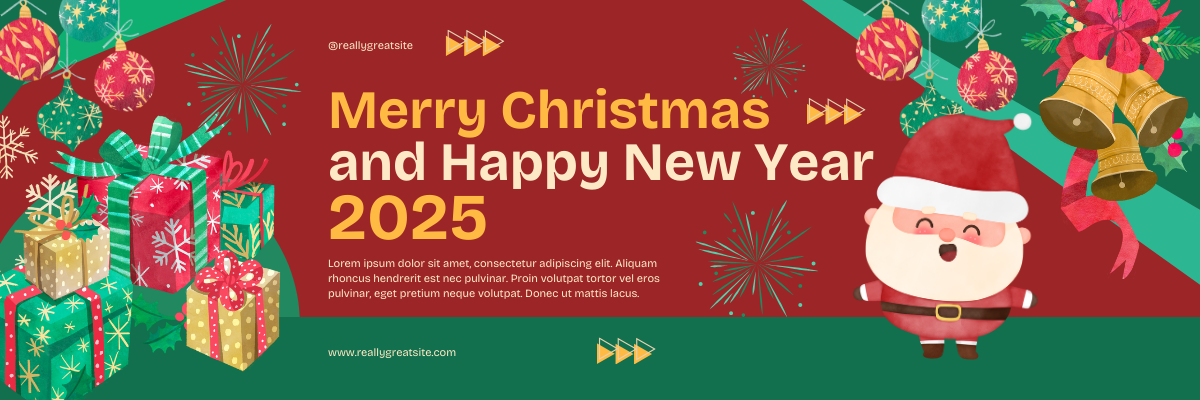 @reallygreatsite
Merry Christmas
and Happy New Year
2025
Lorem ipsum dolor sit amet, consectetur adipiscing elit. Aliquam
rhoncus hendrerit est nec pulvinar. Proin volutpat tortor vel eros
pulvinar, eget pretium neque volutpat. Donec ut mattis lacus.
www.reallygreatsite.com